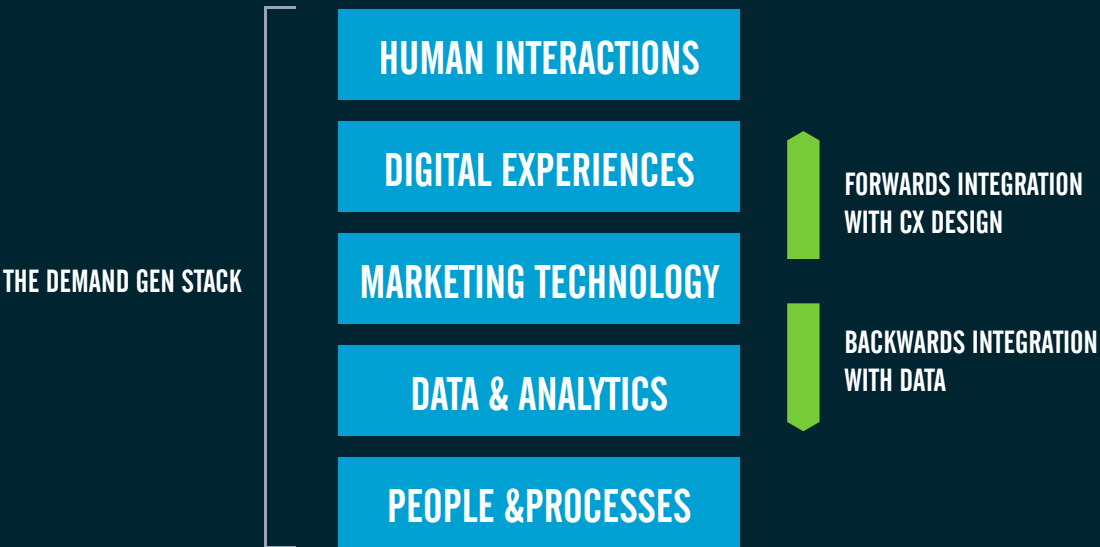 HUMAN INTERACTIONS
DIGITAL EXPERIENCES
FORWARDS INTEGRATION
WITH CX DESIGN
THE DEMAND GEN STACK
MARKETING TECHNOLOGY
BACKWARDS INTEGRATION
WITH DATA
DATA & ANALYTICS
PEOPLE &PROCESSES